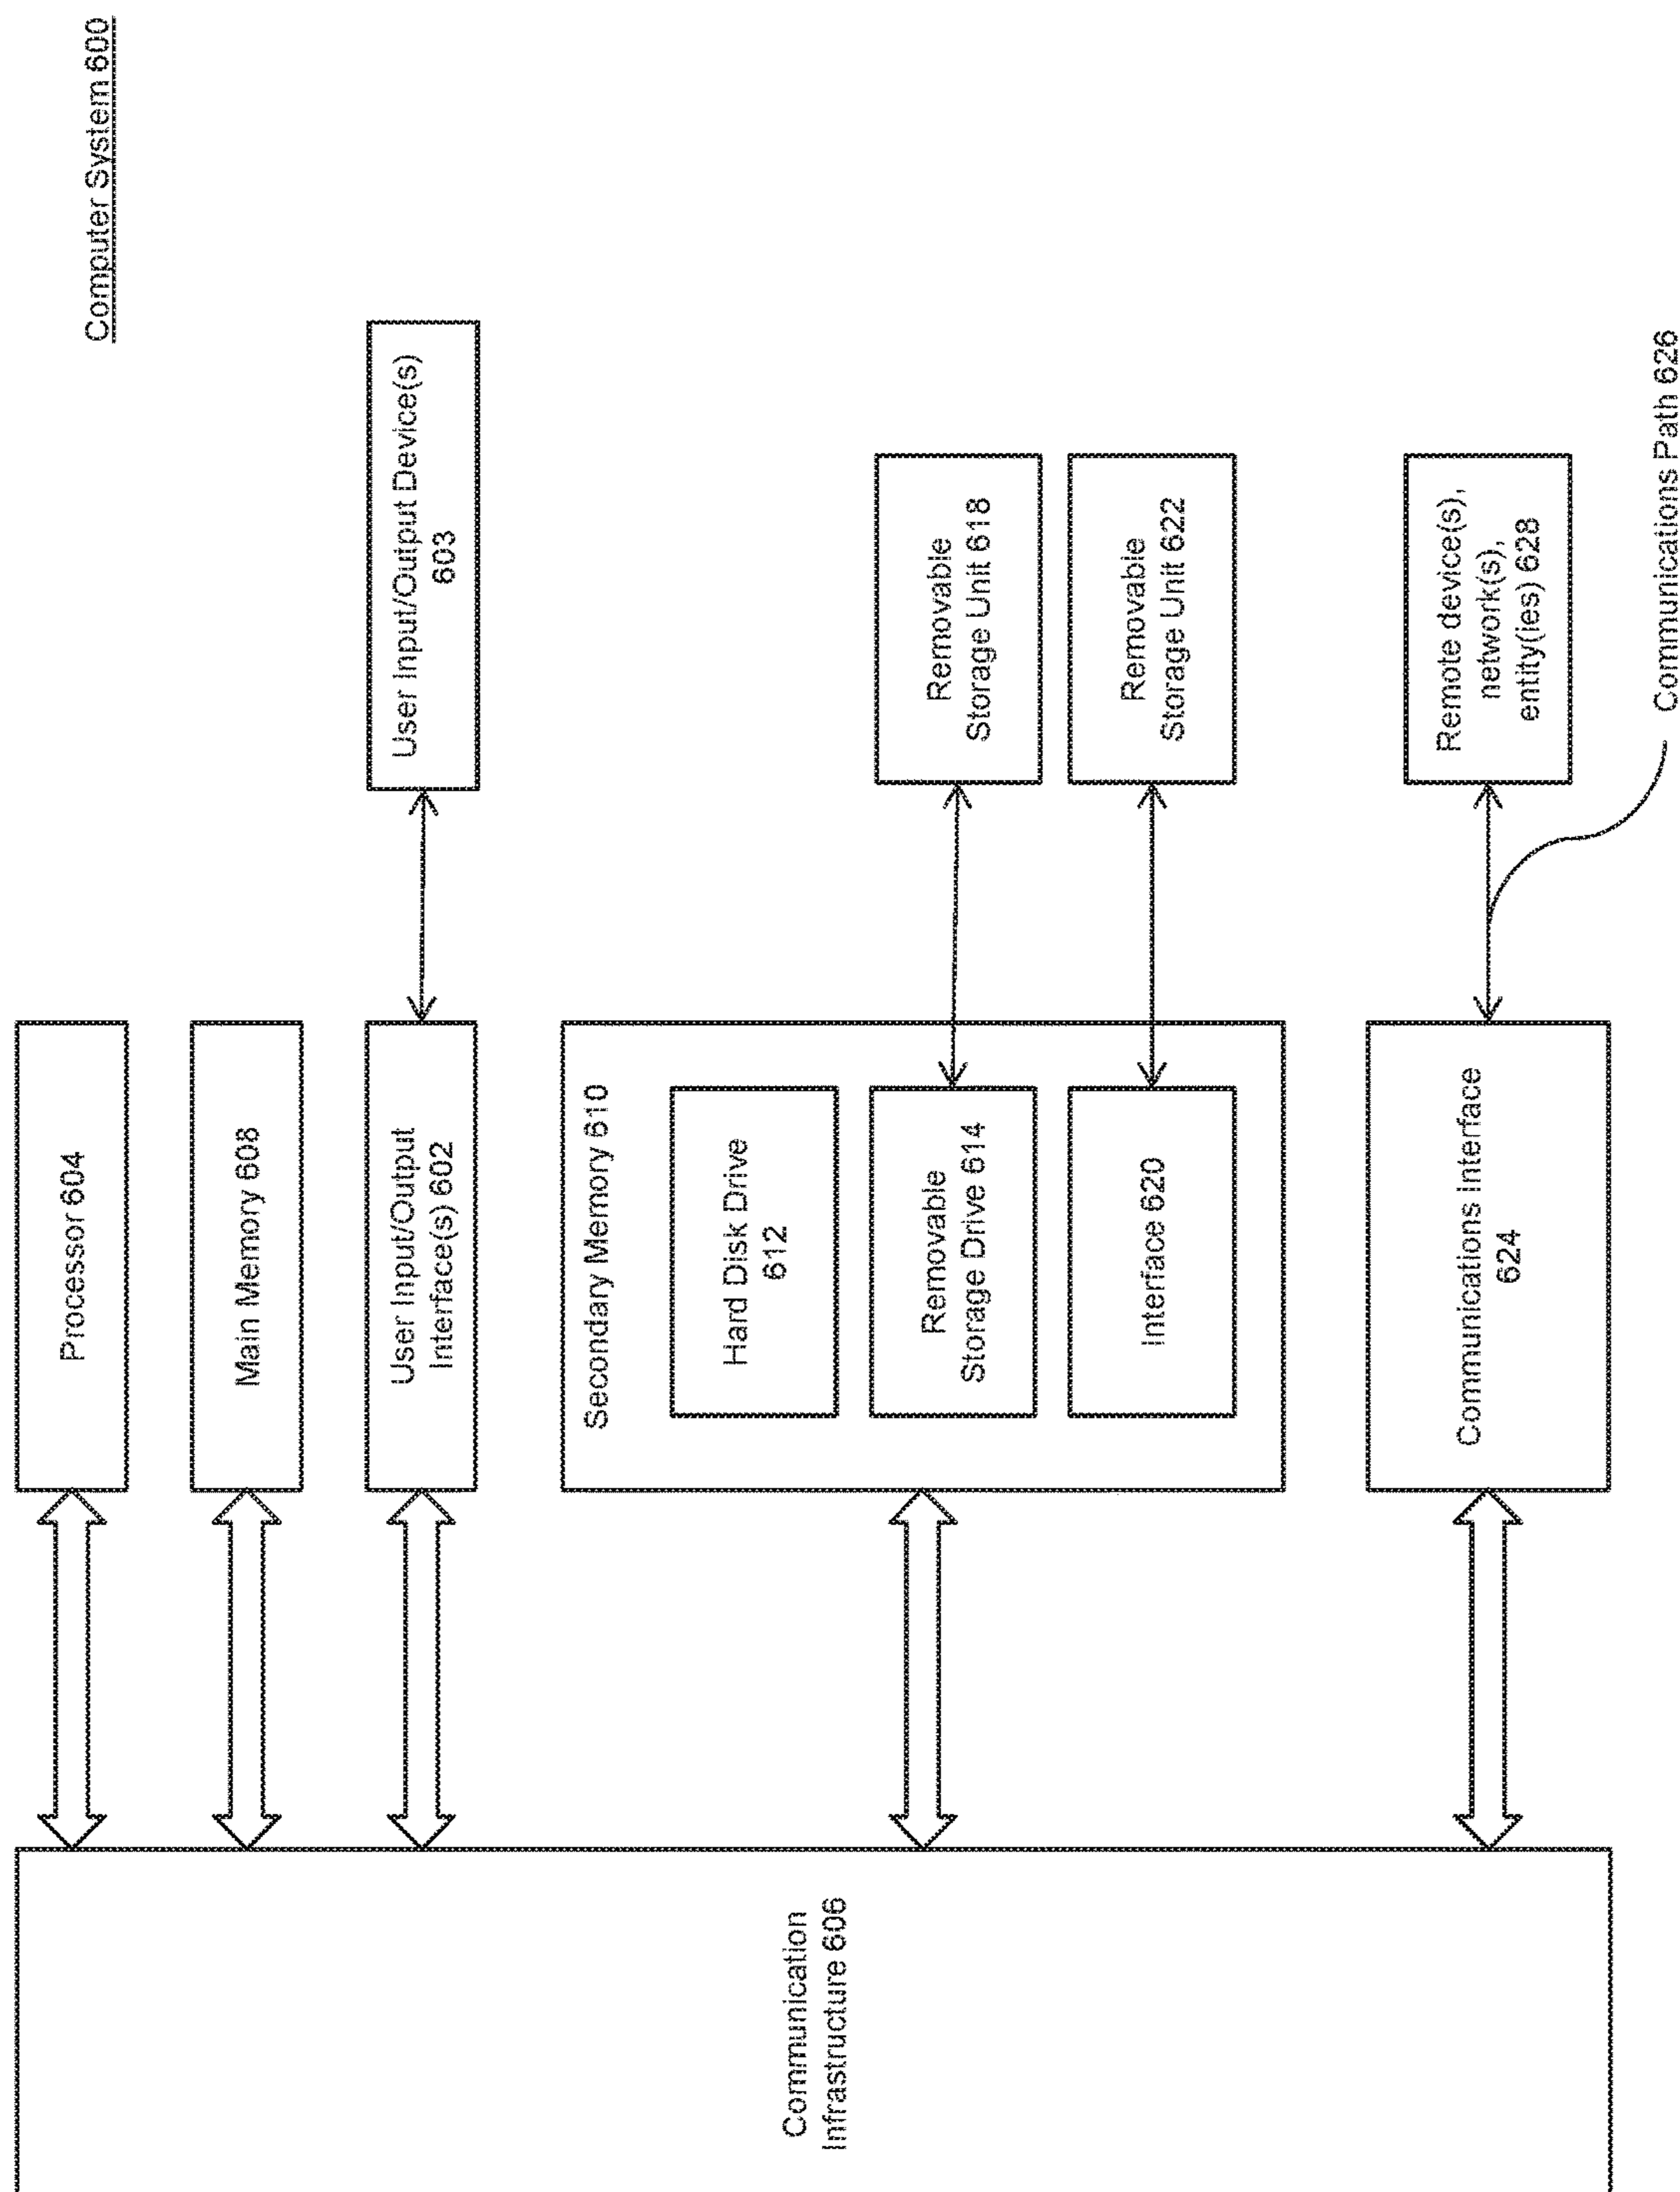 Computer System 600
Processor 604
Main Memory 608
User Input/Output
Interface(s) 602
User Input/Output Device(s)
603
Secondary Memory 610
Hard Disk Drive
612
Removable
Storage Drive 614
Removable
Storage Unit 618
Interface 620
Removable
Storage Unit 622
Communication
Infrastructure 606
Communications Interface
624
Remote device(s),
network(s),
entity(ies) 628
Communications Path 626